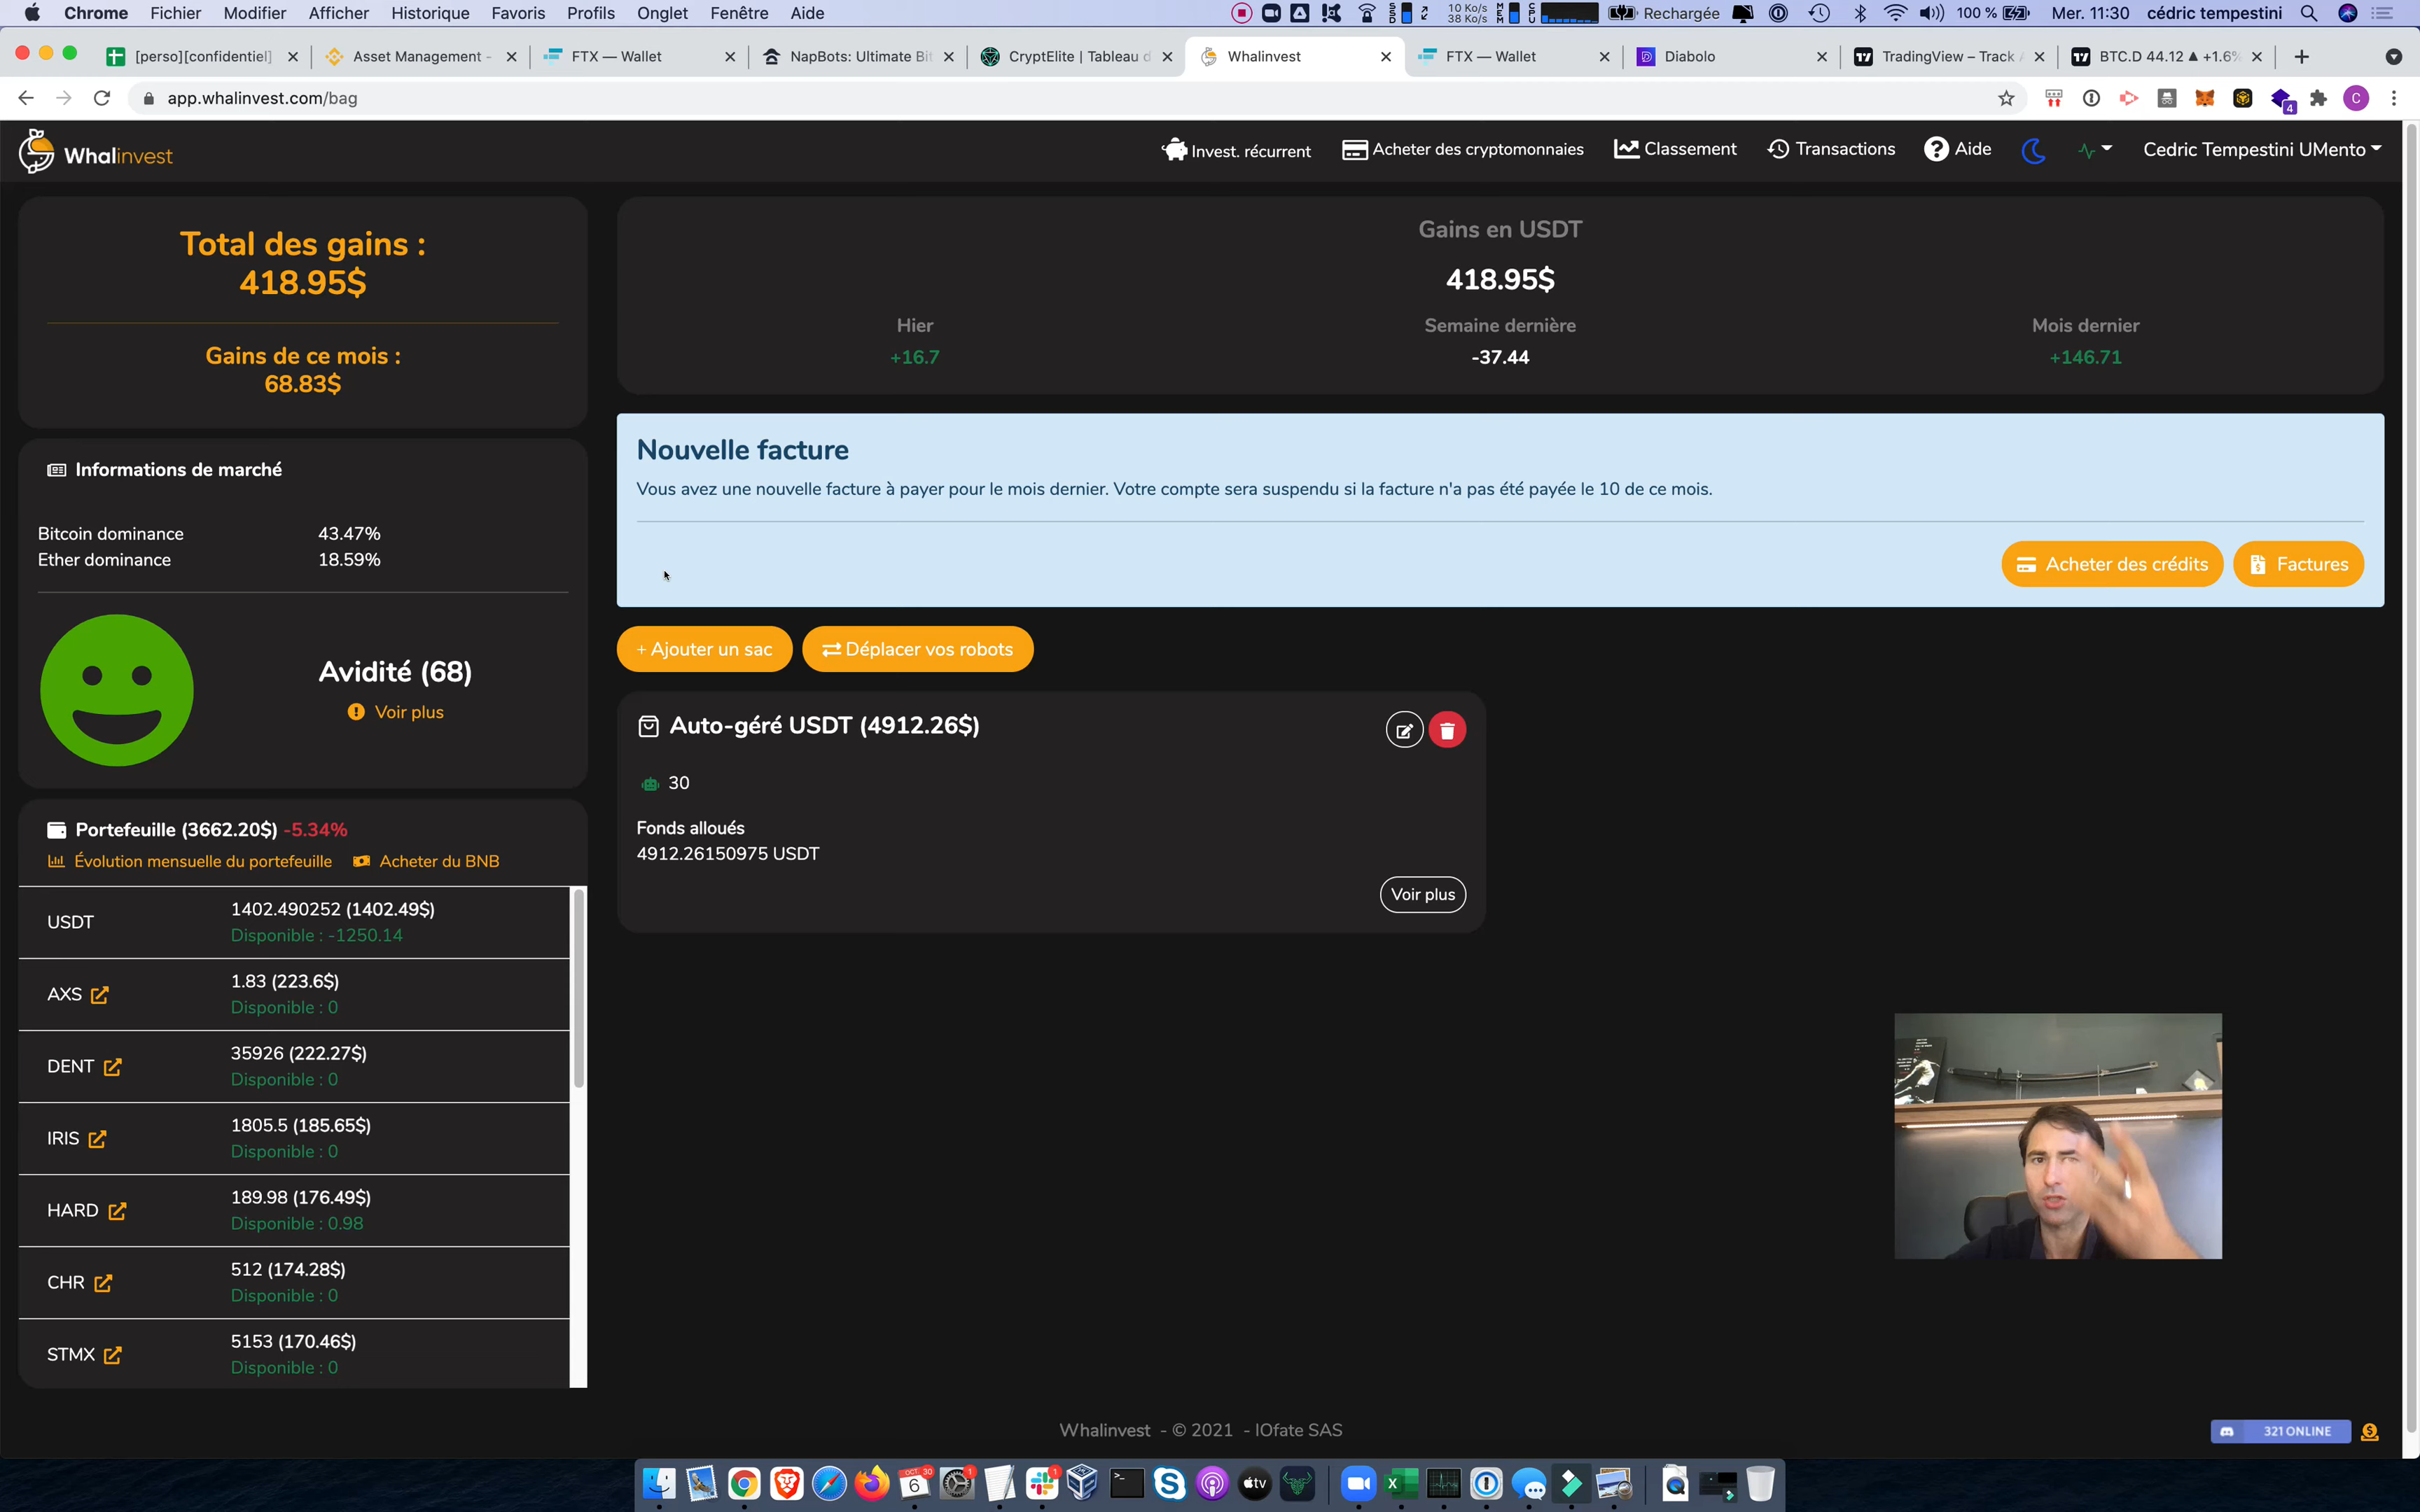 Chrome Fichier Modifier Afficher Historique Favoris Profils Onglet Fenêtre Aide
10 Ko/s
38 Ko/s
Rechargée 100 % Mer. 11:30 cédric tempestini
[perso][confidentiel] Asset Management - FTX — Wallet NapBots: Ultimate Bit CryptElite | Tableau d Whalinvest FTX — Wallet Diabolo TradingView – Track A BTC.D 44.12 ▲ +1.6%
app.whalinvest.com/bag
Whalinvest
Invest. récurrent Acheter des cryptomonnaies Classement Transactions Aide Cedric Tempestini UMento
Total des gains :
418.95$
Gains de ce mois :
68.83$
Gains en USDT
418.95$
Hier Semaine dernière Mois dernier
+16.7 -37.44 +146.71
Nouvelle facture
Vous avez une nouvelle facture à payer pour le mois dernier. Votre compte sera suspendu si la facture n'a pas été payée le 10 de ce mois.
Acheter des crédits Factures
Informations de marché
Bitcoin dominance 43.47%
Ether dominance 18.59%
Avidité (68)
Voir plus
+ Ajouter un sac Déplacer vos robots
Auto-géré USDT (4912.26$)
30
Fonds alloués
4912.26150975 USDT
Voir plus
Portefeuille (3662.20$) -5.34%
Évolution mensuelle du portefeuille Acheter du BNB
USDT 1402.490252 (1402.49$)
Disponible : -1250.14
AXS 1.83 (223.6$)
Disponible : 0
DENT 35926 (222.27$)
Disponible : 0
IRIS 1805.5 (185.65$)
Disponible : 0
HARD 189.98 (176.49$)
Disponible : 0.98
CHR 512 (174.28$)
Disponible : 0
STMX 5153 (170.46$)
Disponible : 0
Whalinvest - © 2021 - IOfate SAS
321 ONLINE